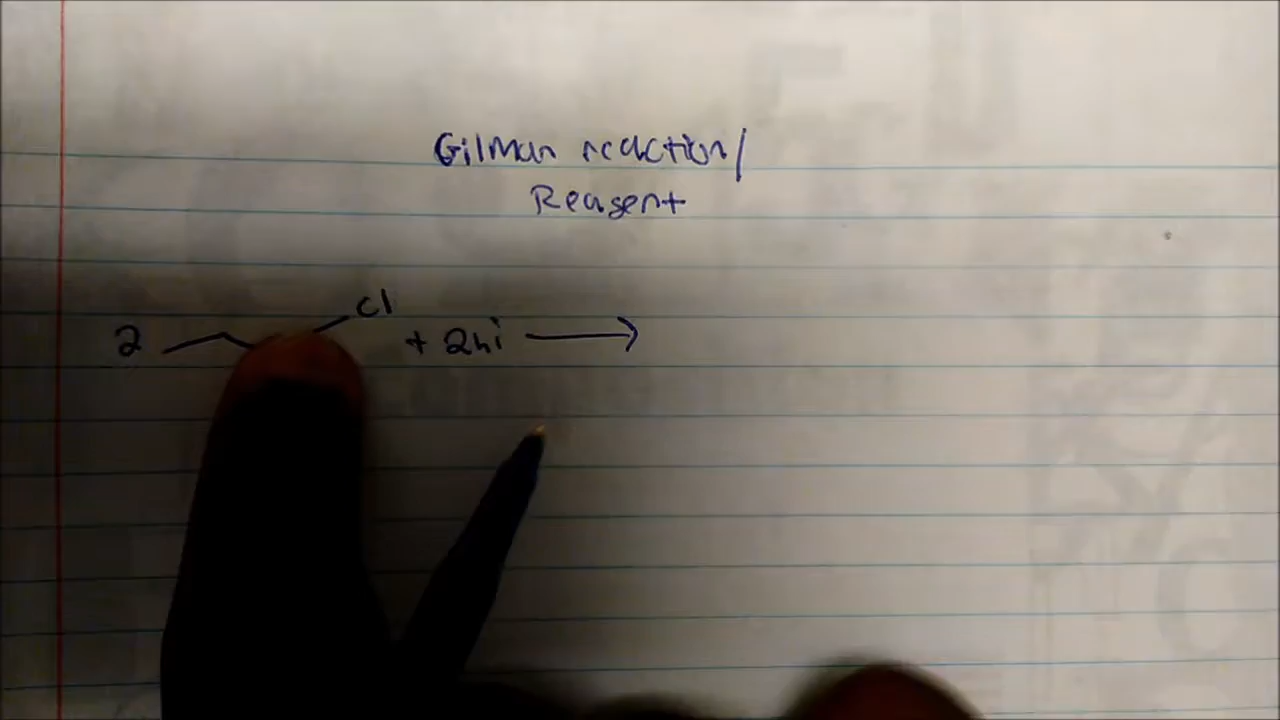 Gilman reaction/
Reagent
Cl
2 + 2Li →